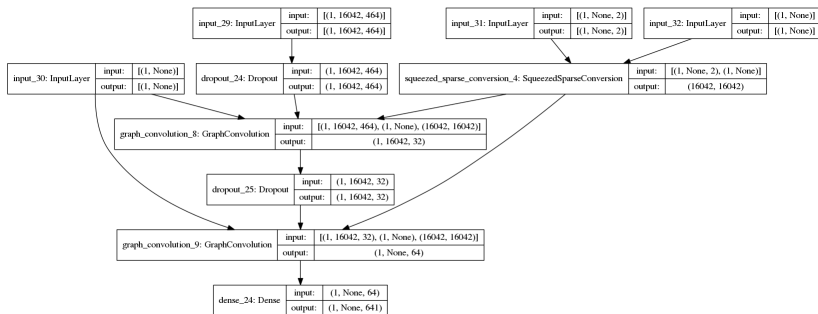 input_29: InputLayer input: [(1, 16042, 464)]
output: [(1, 16042, 464)]
input_31: InputLayer input: [(1, None, 2)]
output: [(1, None, 2)]
input_32: InputLayer input: [(1, None)]
output: [(1, None)]
input_30: InputLayer input: [(1, None)]
output: [(1, None)]
dropout_24: Dropout input: (1, 16042, 464)
output: (1, 16042, 464)
squeezed_sparse_conversion_4: SqueezedSparseConversion input: [(1, None, 2), (1, None)]
output: (16042, 16042)
graph_convolution_8: GraphConvolution input: [(1, 16042, 464), (1, None), (16042, 16042)]
output: (1, 16042, 32)
dropout_25: Dropout input: (1, 16042, 32)
output: (1, 16042, 32)
graph_convolution_9: GraphConvolution input: [(1, 16042, 32), (1, None), (16042, 16042)]
output: (1, None, 64)
dense_24: Dense input: (1, None, 64)
output: (1, None, 641)